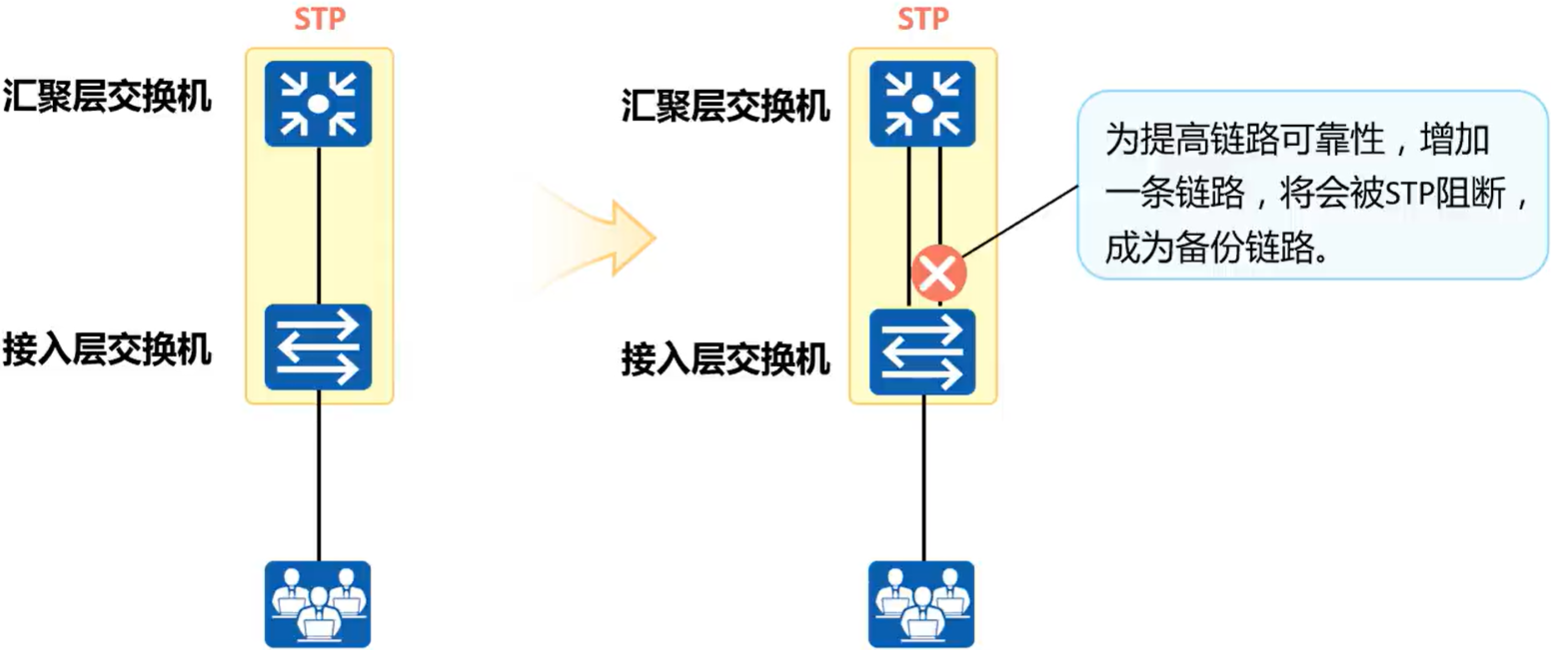 STP
STP
汇聚层交换机
汇聚层交换机
为提高链路可靠性，增加
一条链路，将会被STP阻断，
成为备份链路。
接入层交换机
接入层交换机